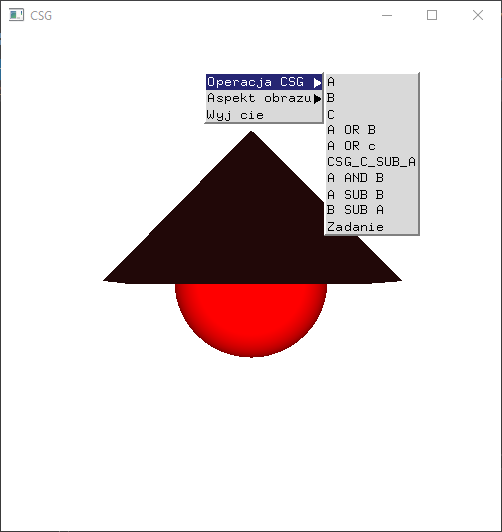 CSG
Operacja CSG
Aspekt obrazu
Wyj cie
A
B
C
A OR B
A OR c
CSG_C_SUB_A
A AND B
A SUB B
B SUB A
Zadanie